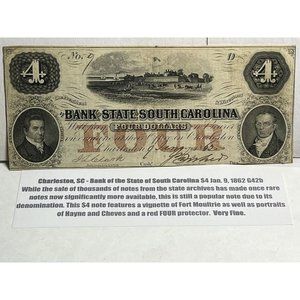 No. D
4 4
BANK OF THE STATE OF SOUTH CAROLINA
FOUR DOLLARS
FOUR
Charleston, SC - Bank of the State of South Carolina $4 Jan. 9, 1862 G42b
While the sale of thousands of notes from the state archives has made once rare
notes now significantly more available, this is still a popular note due to its
denomination. This $4 note features a vignette of Fort Moultrie as well as portraits
of Hayne and Cheves and a red FOUR protector. Very Fine.